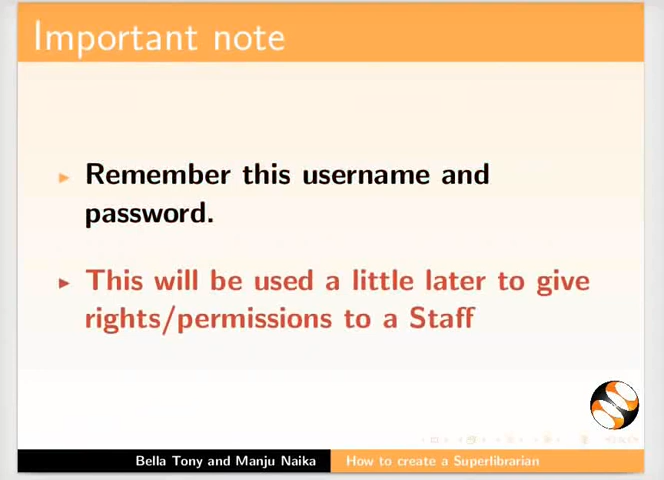 Important note
Remember this username and
password.
This will be used a little later to give
rights/permissions to a Staff
Bella Tony and Manju Naika How to create a Superlibrarian